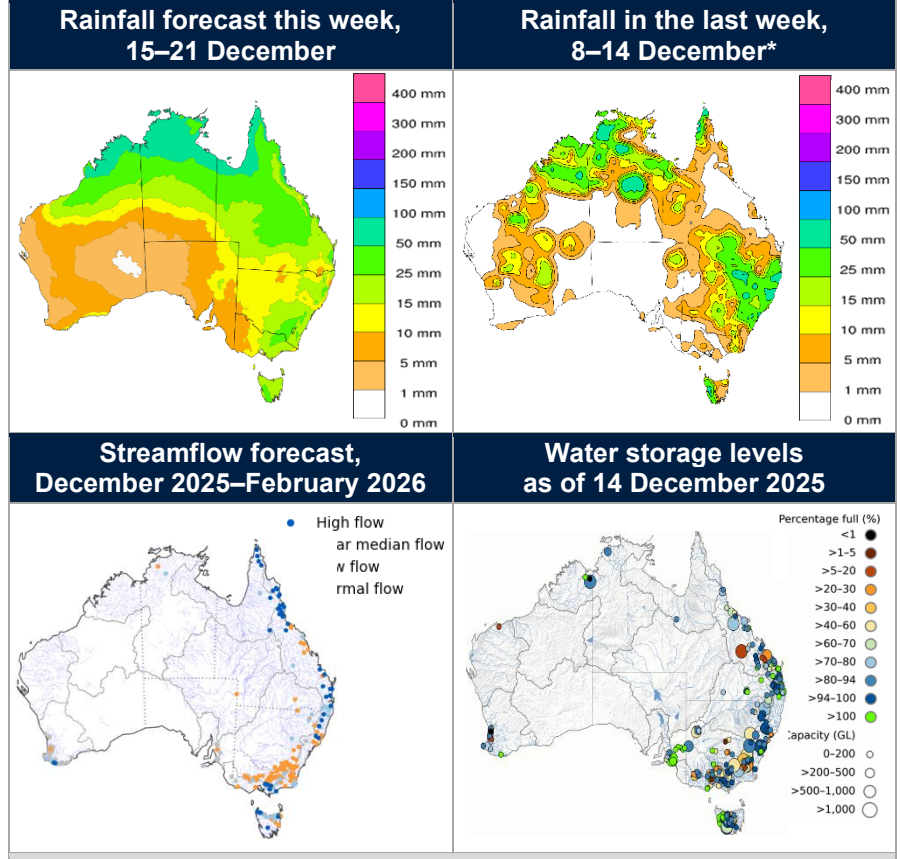 Rainfall forecast this week,
15–21 December
Rainfall in the last week,
8–14 December*
400 mm
300 mm
200 mm
150 mm
100 mm
50 mm
25 mm
15 mm
10 mm
5 mm
1 mm
0 mm
400 mm
300 mm
200 mm
150 mm
100 mm
50 mm
25 mm
15 mm
10 mm
5 mm
1 mm
0 mm
Streamflow forecast,
December 2025–February 2026
Water storage levels
as of 14 December 2025
High flow
ar median flow
w flow
rmal flow
Percentage full (%)
<1
>1–5
>5–20
>20–30
>30–40
>40–60
>60–70
>70–80
>80–94
>94–100
>100
Capacity (GL)
0–200
>200–500
>500–1,000
>1,000